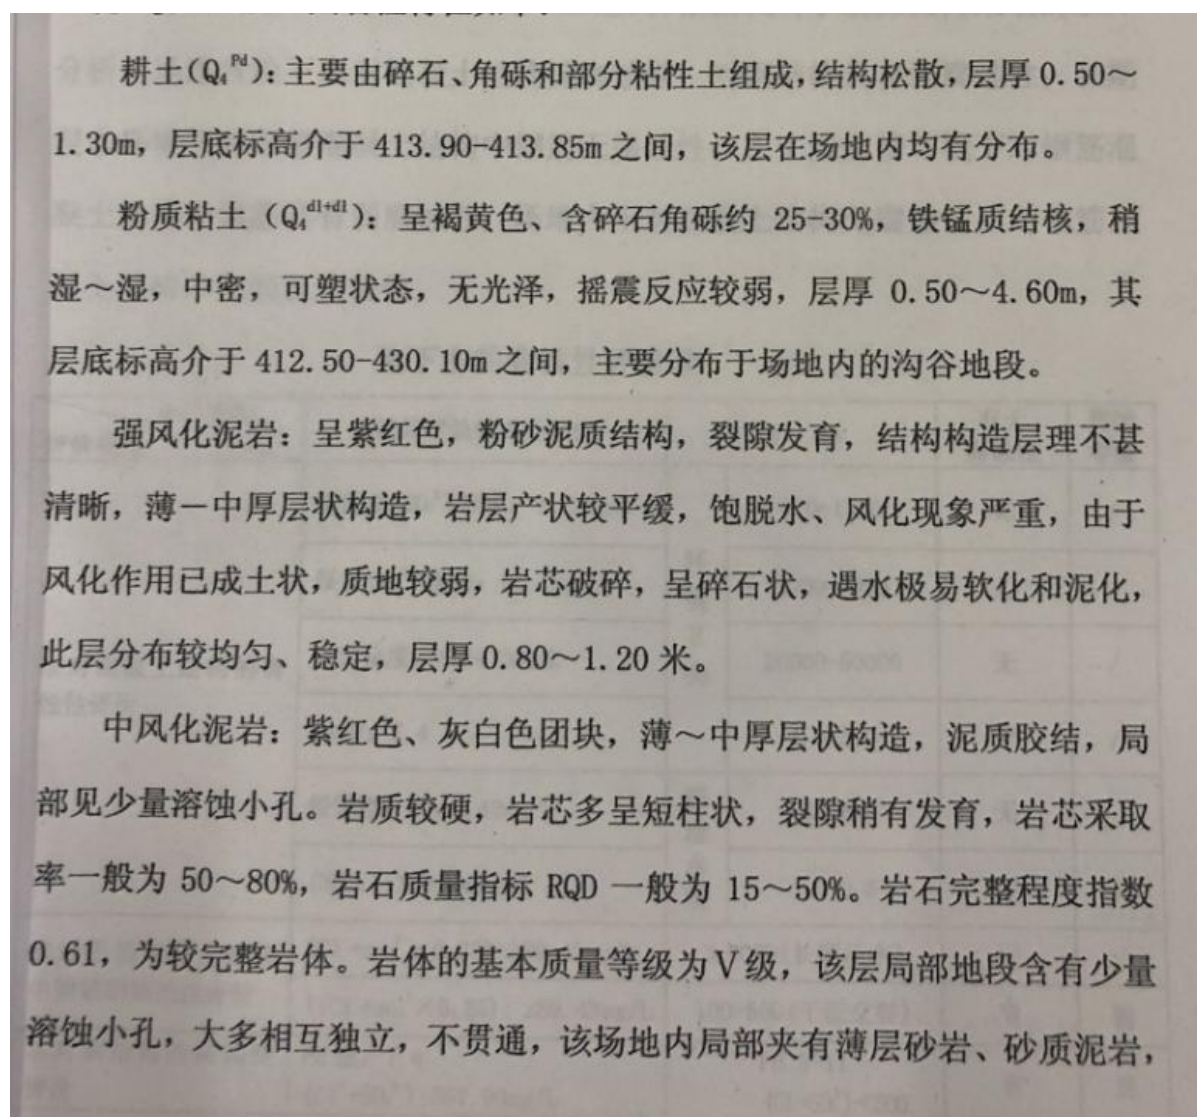 耕土(Q₄ᴾᵈ)：主要由碎石、角砾和部分粘性土组成，结构松散，层厚 0.50～
1.30m，层底标高介于 413.90-413.85m 之间，该层在场地内均有分布。
粉质粘土（Q₄ᵈˡ⁺ᵈˡ）：呈褐黄色、含碎石角砾约 25-30%，铁锰质结核，稍
湿～湿，中密，可塑状态，无光泽，摇震反应较弱，层厚 0.50～4.60m，其
层底标高介于 412.50-430.10m 之间，主要分布于场地内的沟谷地段。
强风化泥岩：呈紫红色，粉砂泥质结构，裂隙发育，结构构造层理不甚
清晰，薄－中厚层状构造，岩层产状较平缓，饱脱水、风化现象严重，由于
风化作用已成土状，质地较弱，岩芯破碎，呈碎石状，遇水极易软化和泥化，
此层分布较均匀、稳定，层厚 0.80～1.20 米。
中风化泥岩：紫红色、灰白色团块，薄～中厚层状构造，泥质胶结，局
部见少量溶蚀小孔。岩质较硬，岩芯多呈短柱状，裂隙稍有发育，岩芯采取
率一般为 50～80%，岩石质量指标 RQD 一般为 15～50%。岩石完整程度指数
0.61，为较完整岩体。岩体的基本质量等级为Ⅴ级，该层局部地段含有少量
溶蚀小孔，大多相互独立，不贯通，该场地内局部夹有薄层砂岩、砂质泥岩，